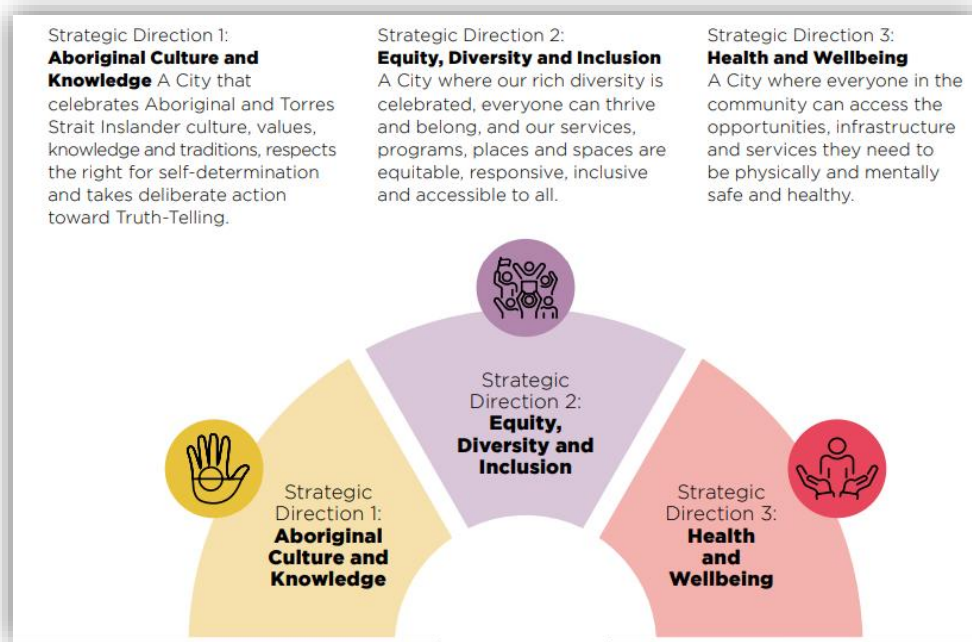 Strategic Direction 1:
Aboriginal Culture and
Knowledge A City that
celebrates Aboriginal and Torres
Strait Inslander culture, values,
knowledge and traditions, respects
the right for self-determination
and takes deliberate action
toward Truth-Telling.
Strategic Direction 2:
Equity, Diversity and Inclusion
A City where our rich diversity is
celebrated, everyone can thrive
and belong, and our services,
programs, places and spaces are
equitable, responsive, inclusive
and accessible to all.
Strategic Direction 3:
Health and Wellbeing
A City where everyone in the
community can access the
opportunities, infrastructure
and services they need to
be physically and mentally
safe and healthy.
Strategic
Direction 1:
Aboriginal
Culture and
Knowledge
Strategic
Direction 2:
Equity,
Diversity and
Inclusion
Strategic
Direction 3:
Health
and
Wellbeing